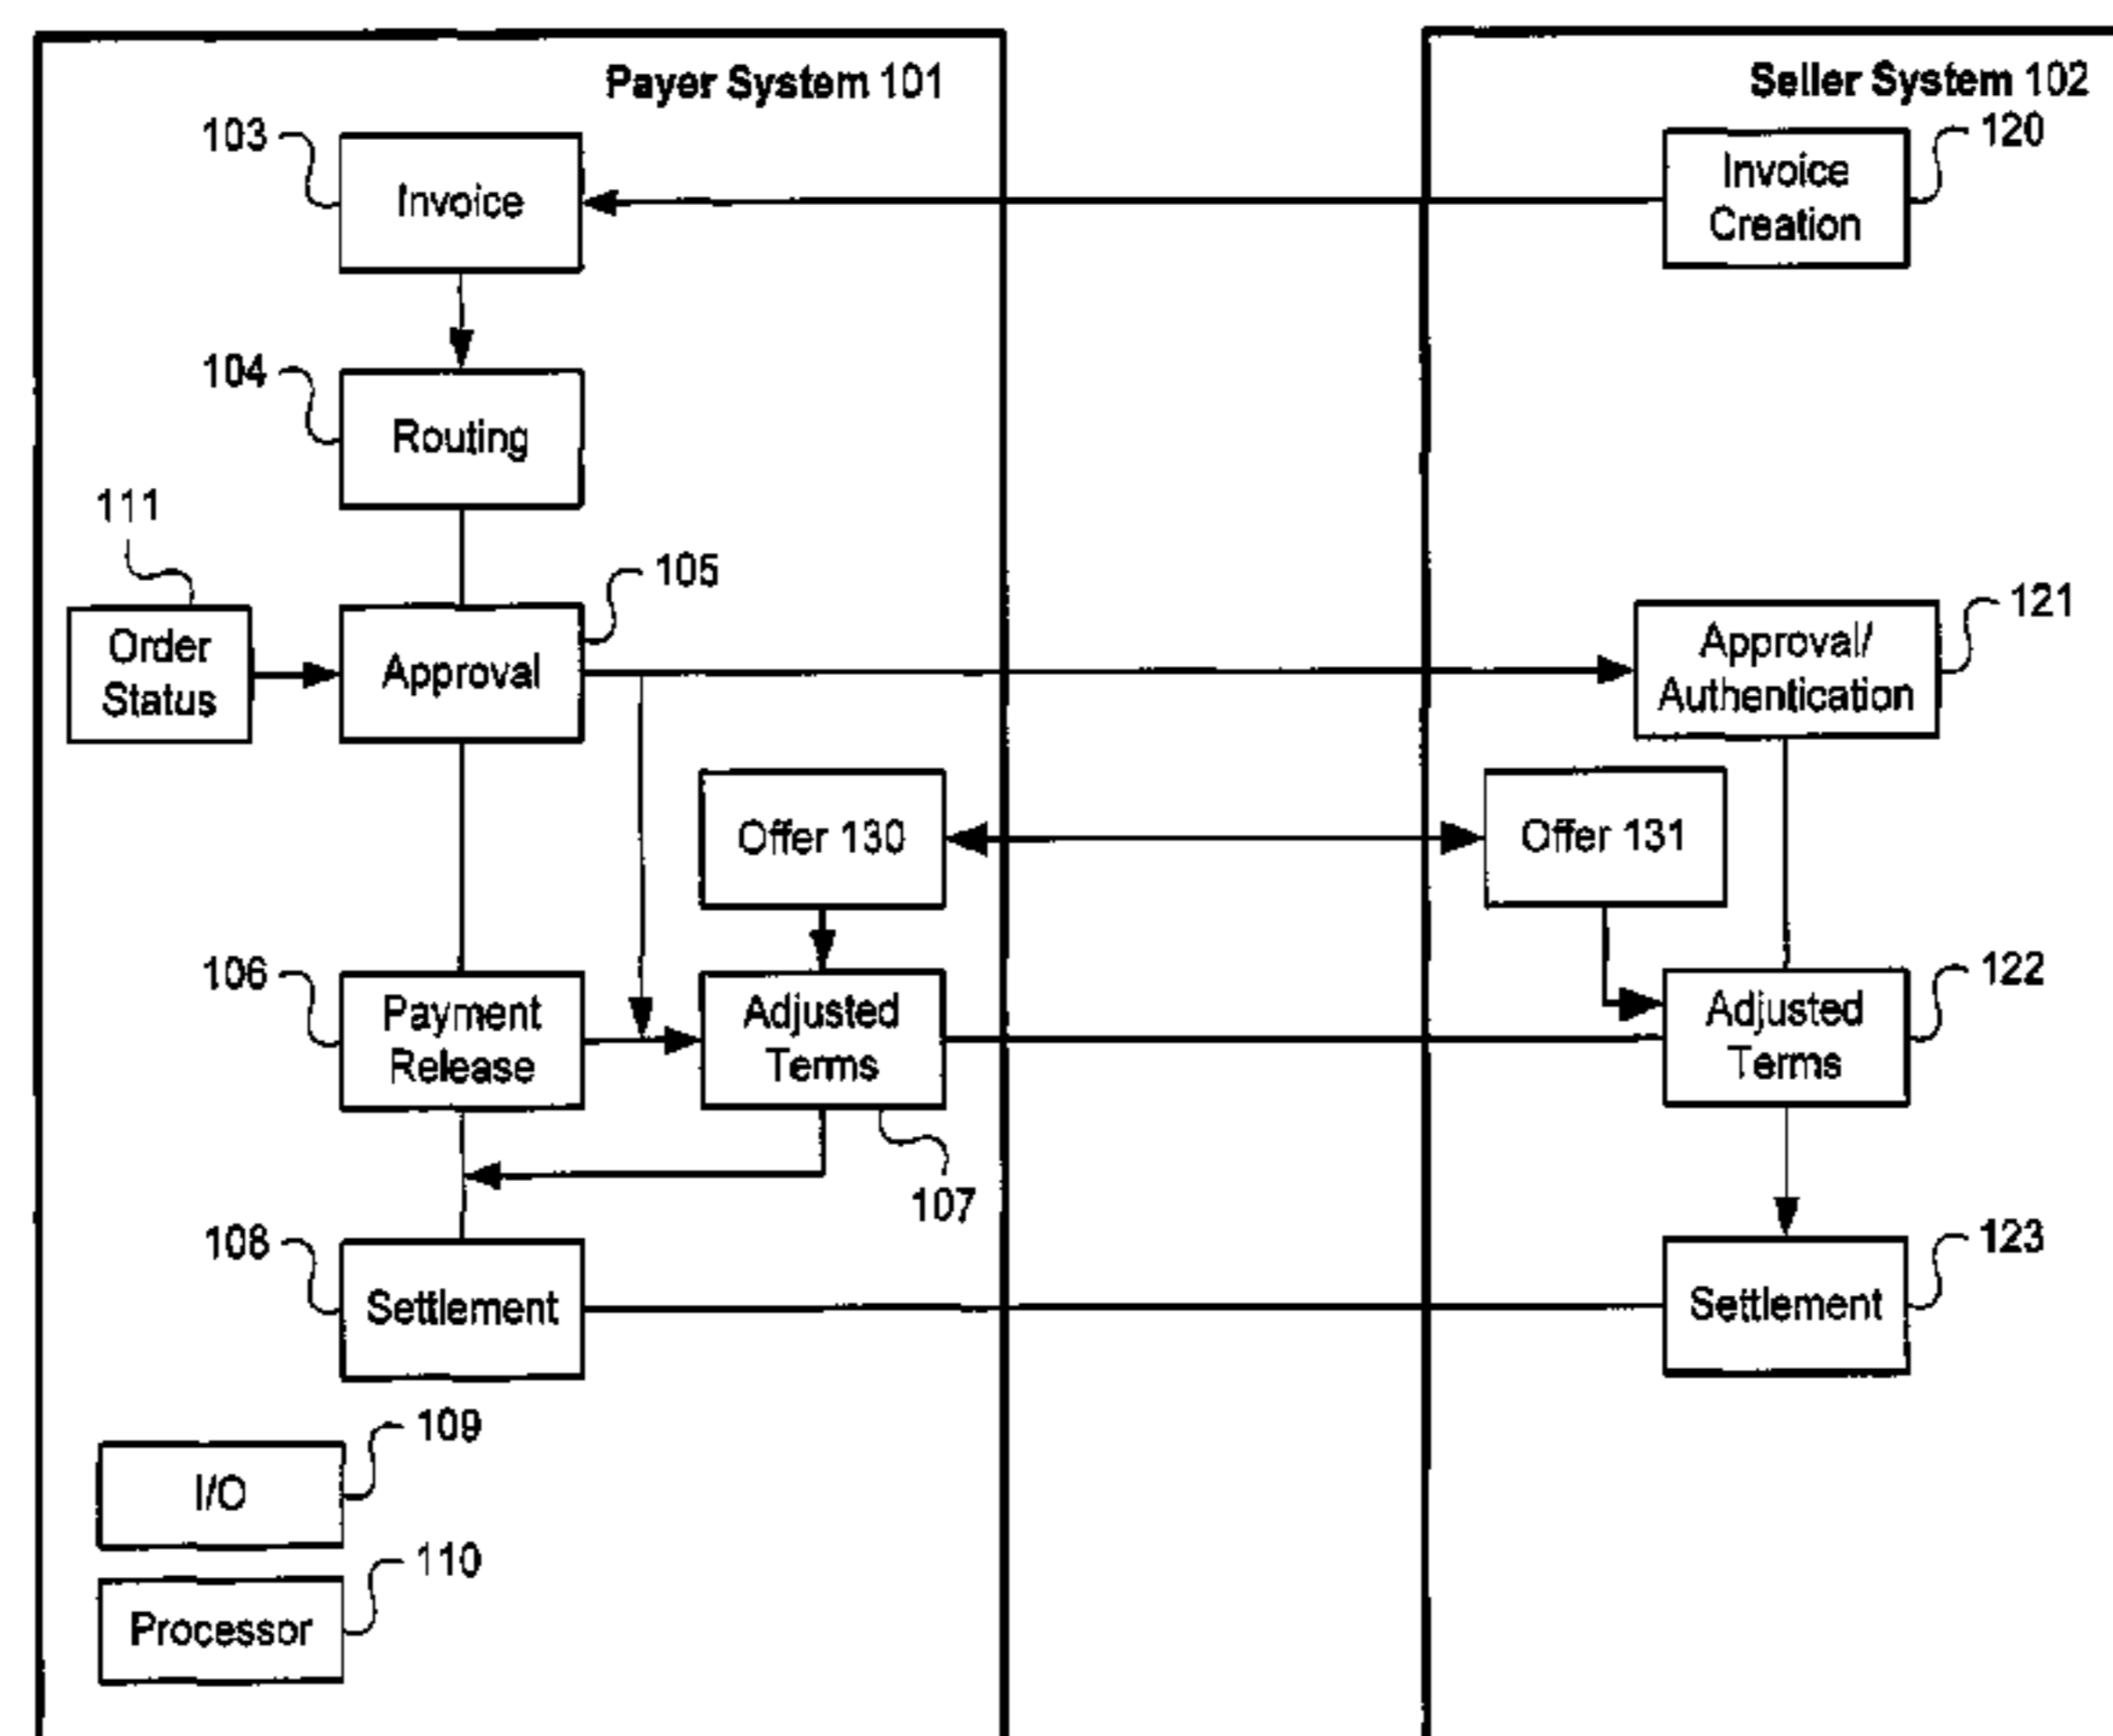 Payer System 101
Seller System 102
103
Invoice
Invoice
Creation
120
104
Routing
111
Order
Status
105
Approval
Approval/
Authentication
121
Offer 130
Offer 131
106
Payment
Release
Adjusted
Terms
107
Adjusted
Terms
122
108
Settlement
Settlement
123
I/O
109
Processor
110